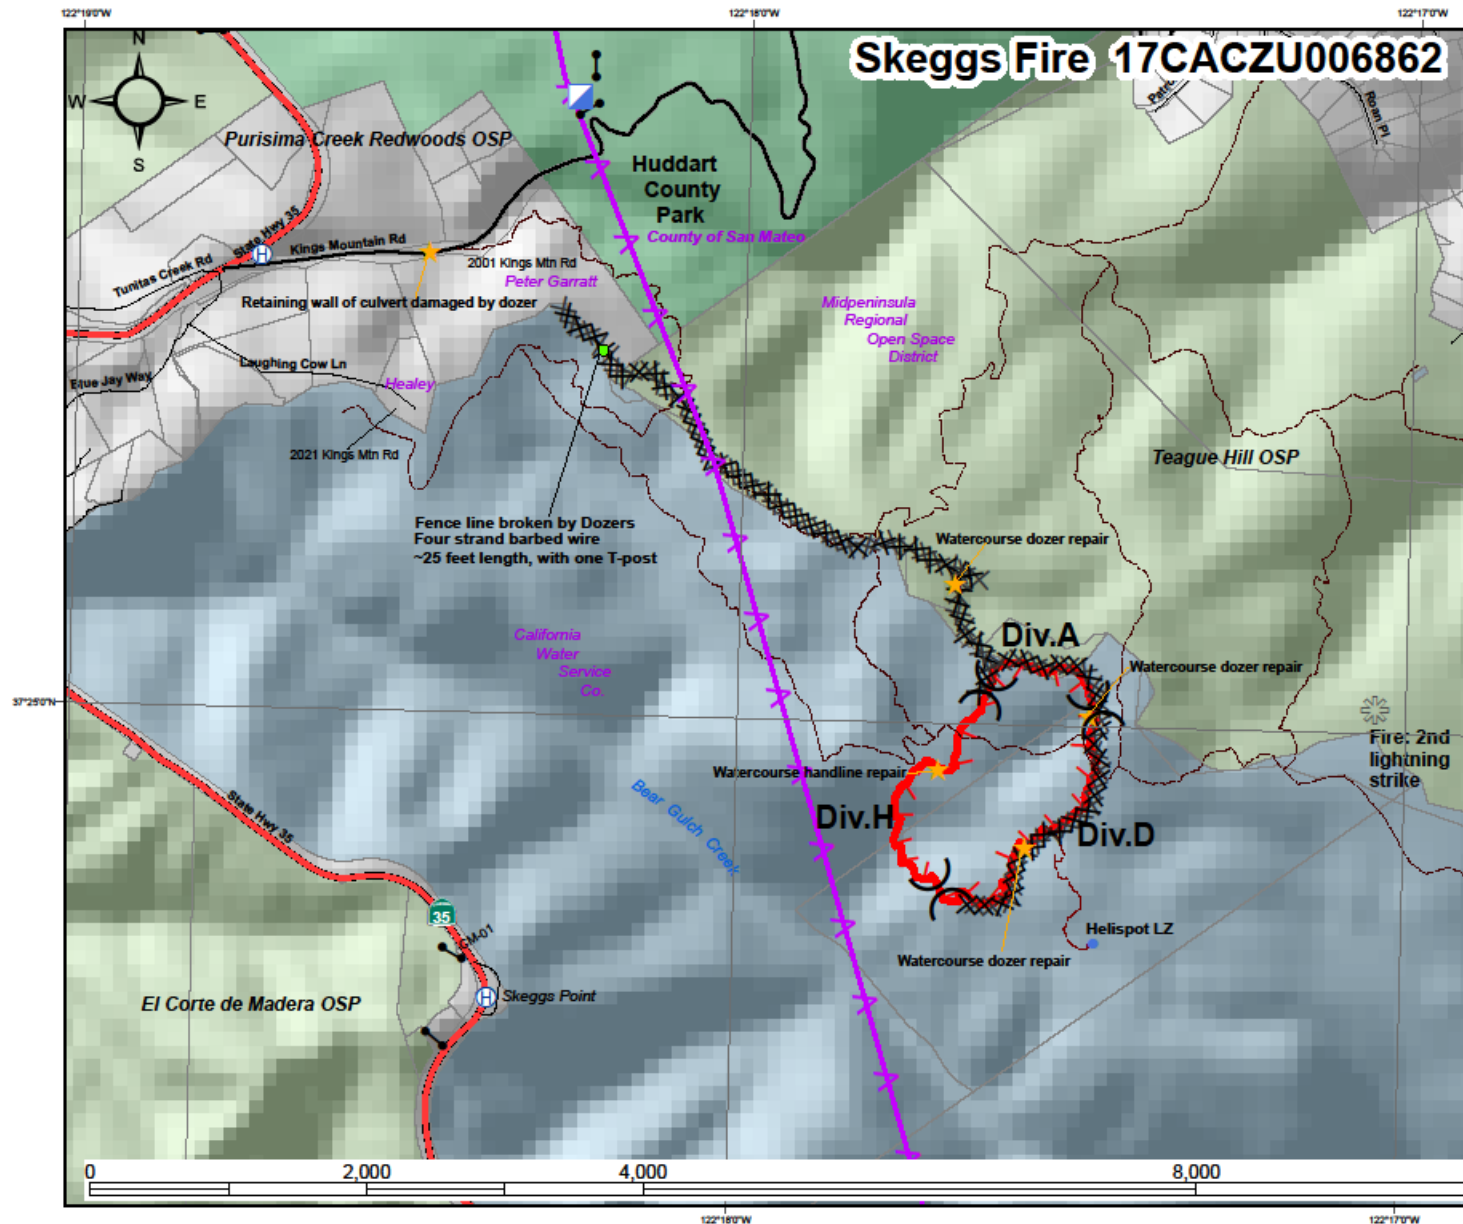 122°19'0"W
122°18'0"W
122°17'0"W
Skeggs Fire 17CACZU006862
N
W
E
S
Roan Pl
Purisima Creek Redwoods OSP
Huddart
County
Park
County of San Mateo
State Hwy 35
Kings Mountain Rd
H
Tunitas Creek Rd
2001 Kings Mtn Rd
Peter Garratt
Retaining wall of culvert damaged by dozer
Midpeninsula
Regional
Open Space
District
Laughing Cow Ln
Blue Jay Way
Healey
2021 Kings Mtn Rd
Teague Hill OSP
Fence line broken by Dozers
Four strand barbed wire
~25 feet length, with one T-post
Watercourse dozer repair
California
Water
Service
Co.
Div.A
Watercourse dozer repair
37°25'0"N
Fire: 2nd
lightning
strike
Watercourse handline repair
Bear Gulch Creek
Div.H
State Hwy 35
Div.D
35
CM-01
Helispot LZ
Watercourse dozer repair
H
Skeggs Point
El Corte de Madera OSP
0
2,000
4,000
8,000
122°18'0"W
122°17'0"W